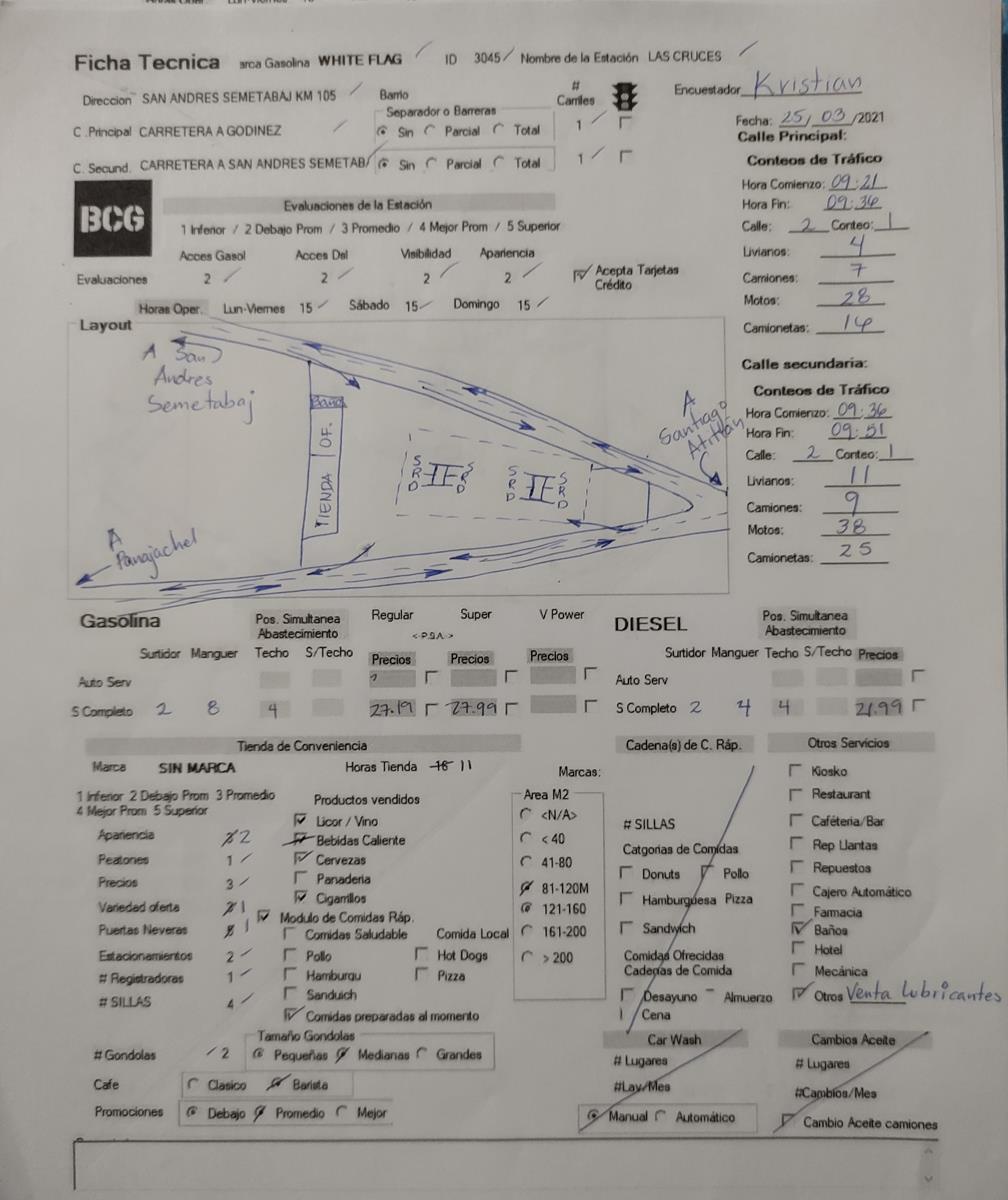 Ficha Tecnica arca Gasolina WHITE FLAG ID 3045 Nombre de la Estación LAS CRUCES
Direccion SAN ANDRES SEMETABAJ KM 105 Barrio # Carriles Encuestador Kristian
Separador o Barreras
C .Principal CARRETERA A GODINEZ Sin Parcial Total 1
C. Secund. CARRETERA A SAN ANDRES SEMETAB Sin Parcial Total 1
Fecha: 25/03/2021
Calle Principal:
Conteos de Tráfico
Hora Comienzo: 09:21
Hora Fin: 09:36
Calle: 2 Conteo: 1
Livianos: 4
Camiones: 7
Motos: 28
Camionetas: 14
BCG
Evaluaciones de la Estación
1 Inferior / 2 Debajo Prom / 3 Promedio / 4 Mejor Prom / 5 Superior
Acces Gasol Acces Del Visibilidad Apariencia
Evaluaciones 2 2 2 2 Acepta Tarjetas Crédito
Horas Oper. Lun-Viernes 15 Sábado 15 Domingo 15
Layout
A San Andres Semetabaj
Baño
OF.
TIENDA
S R D
S R D
S R D
S R D
A Santiago Atitlán
A Panajachel
Calle secundaria:
Conteos de Tráfico
Hora Comienzo: 09:36
Hora Fin: 09:51
Calle: 2 Conteo: 1
Livianos: 11
Camiones: 9
Motos: 38
Camionetas: 25
Gasolina Pos. Simultanea Abastecimiento Regular Super V Power
<-P.S.A.->
Surtidor Manguer Techo S/Techo Precios Precios Precios
Auto Serv
S Completo 2 8 4 27.19 27.99
DIESEL Pos. Simultanea Abastecimiento
Surtidor Manguer Techo S/Techo Precios
Auto Serv
S Completo 2 4 4 21.99
Tienda de Conveniencia
Marca SIN MARCA Horas Tienda 11
1 Inferior 2 Debajo Prom 3 Promedio
4 Mejor Prom 5 Superior
Apariencia 2
Peatones 1
Precios 3
Variedad oferta 1
Puertas Neveras 1
Estacionamientos 2
# Registradoras 1
# SILLAS 4
Productos vendidos
Licor / Vino
Bebidas Caliente
Cervezas
Panaderia
Cigarrillos
Modulo de Comidas Ráp.
Comidas Saludable Comida Local
Pollo Hot Dogs
Hamburgu Pizza
Sanduich
Comidas preparadas al momento
Marcas:
Area M2
<N/A>
< 40
41-80
81-120M
121-160
161-200
> 200
# Gondolas 2
Tamaño Gondolas
Pequeñas Medianas Grandes
Cafe Clasico Barista
Promociones Debajo Promedio Mejor
Cadena(s) de C. Ráp.
# SILLAS
Catgorias de Comidas
Donuts Pollo
Hamburguesa Pizza
Sandwich
Comidas Ofrecidas
Cadenas de Comida
Desayuno Almuerzo
Cena
Otros Servicios
Kiosko
Restaurant
Caféteria/Bar
Rep Llantas
Repuestos
Cajero Automático
Farmacia
Baños
Hotel
Mecánica
Otros Venta Lubricantes
Car Wash
# Lugares
#Lav/Mes
Manual Automático
Cambios Aceite
# Lugares
#Cambios/Mes
Cambio Aceite camiones